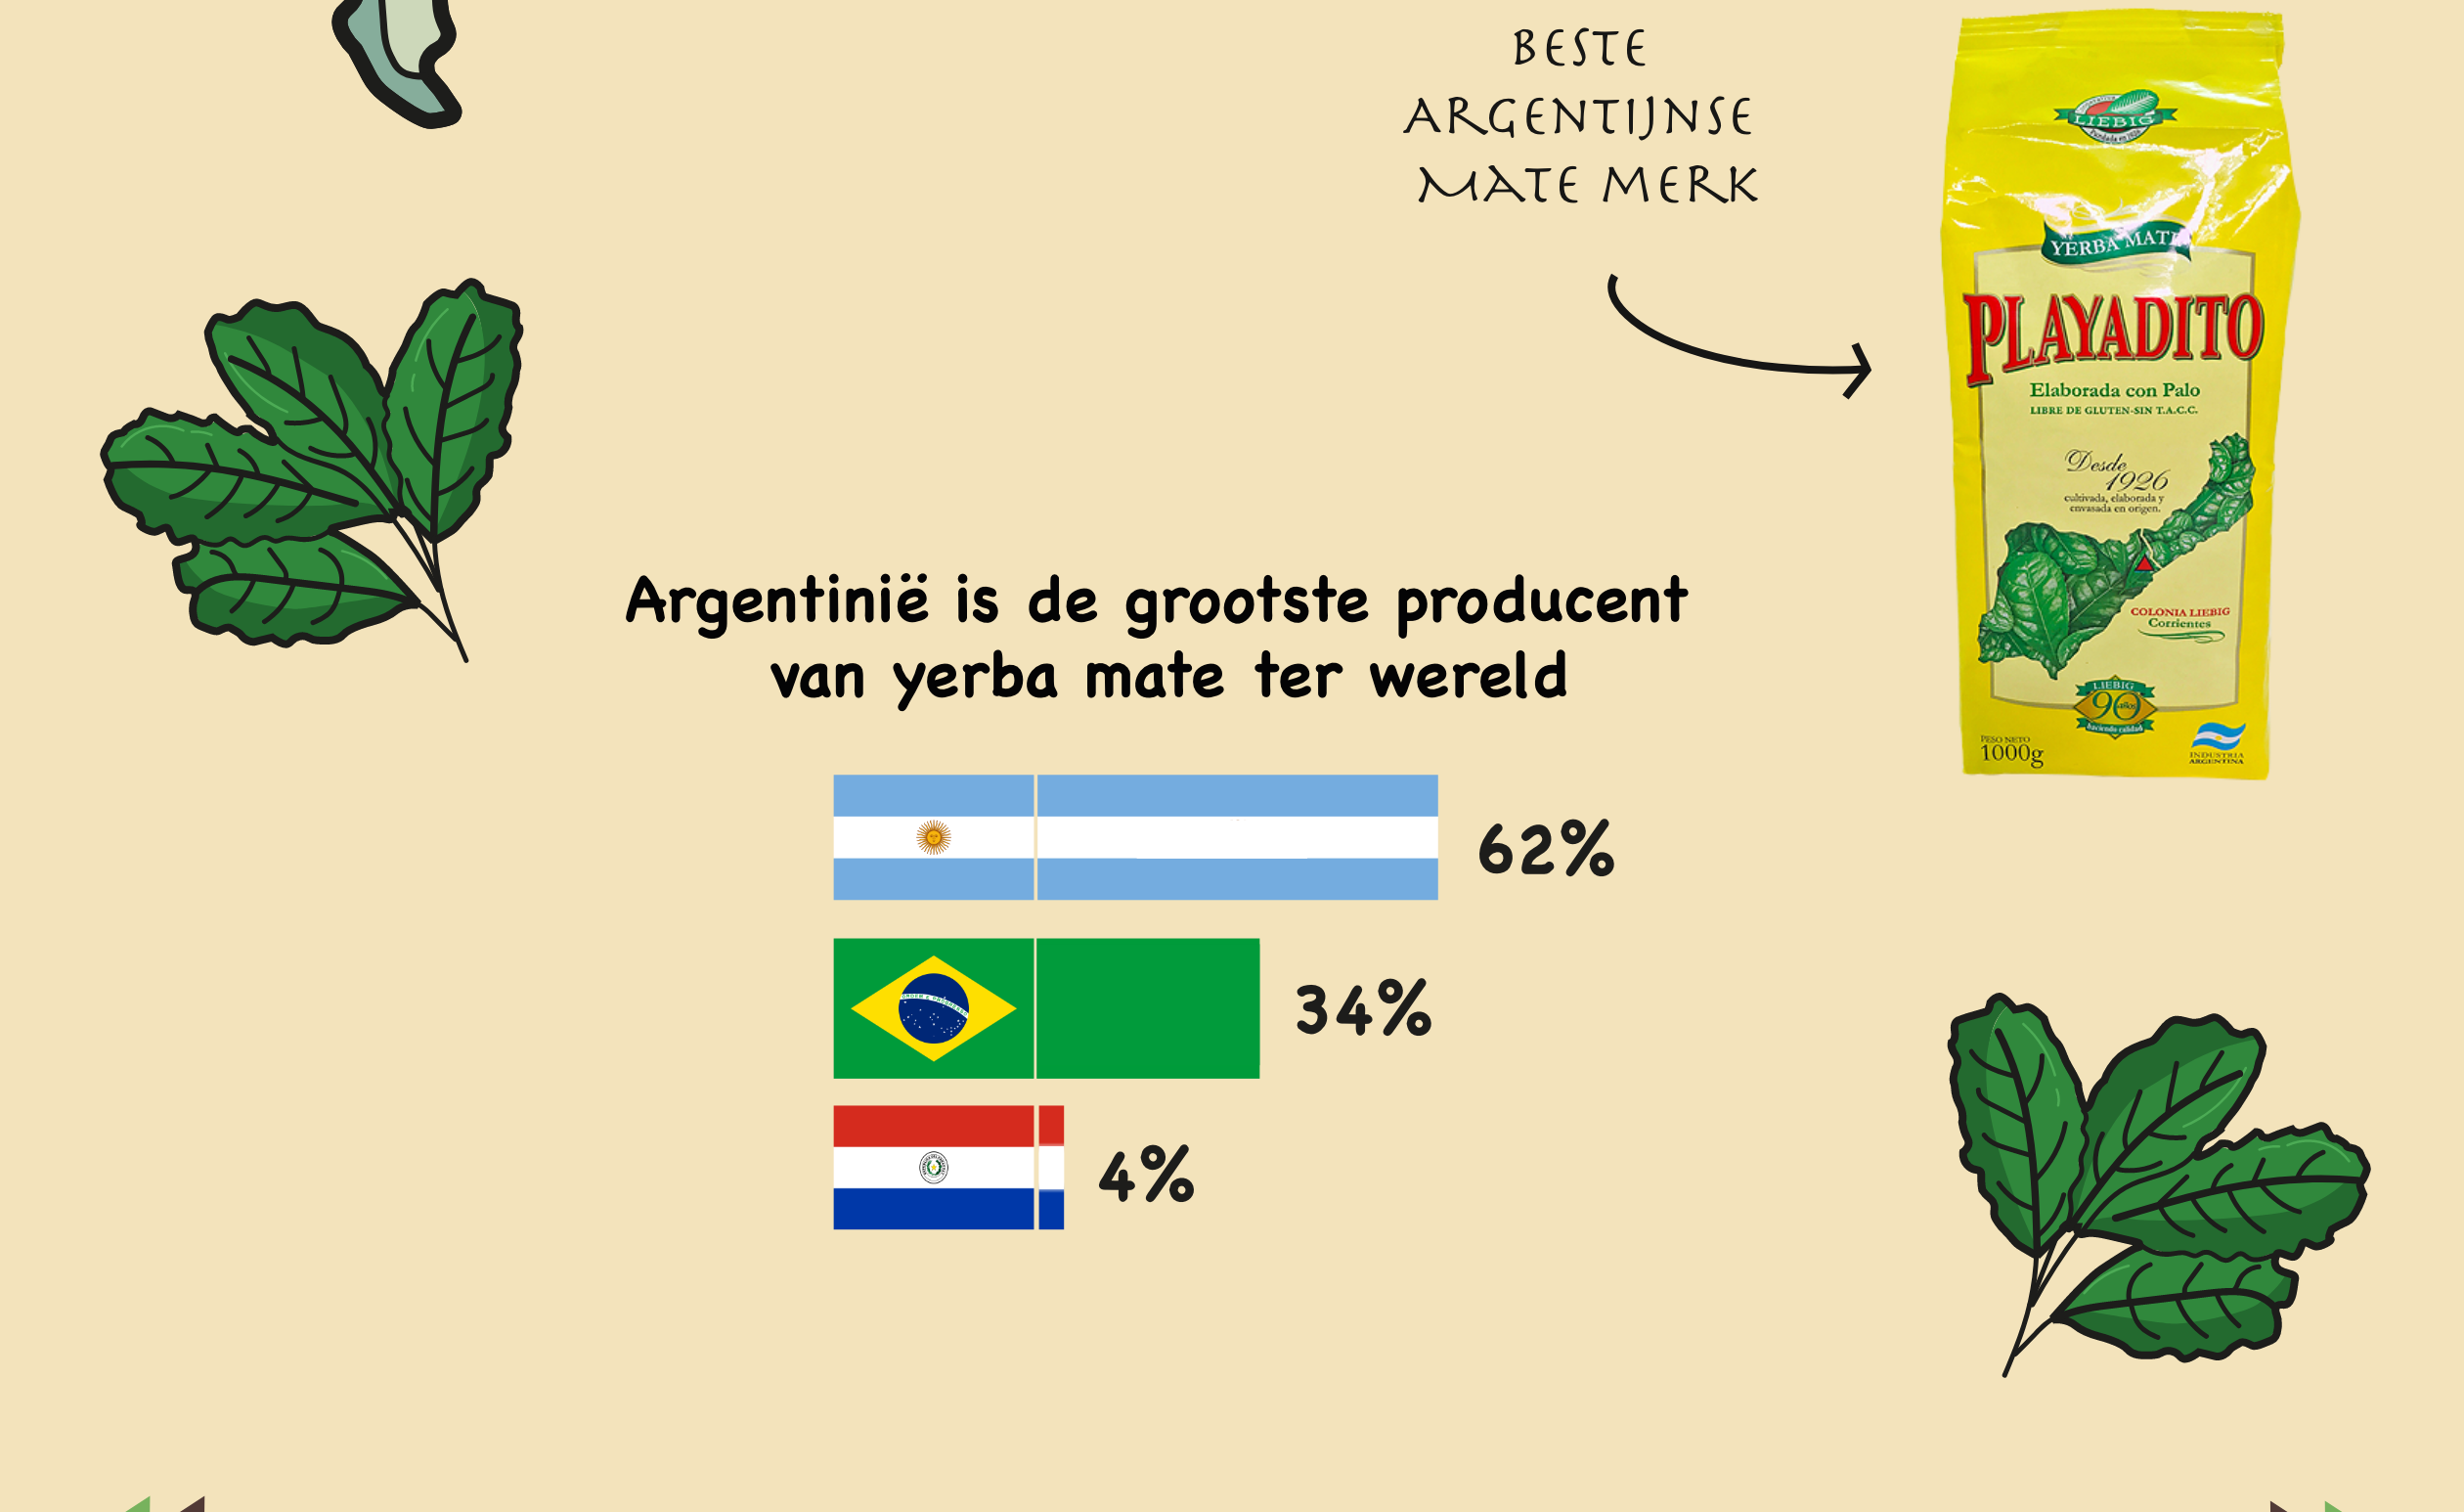 BESTE
ARGENTIJNSE
MATE MERK
LIEBIG
YERBA MATE
PLAYADITO
Elaborada con Palo
LIBRE DE GLUTEN-SIN T.A.C.C.
Desde
1926
cultivada, elaborada y
envasada en origen.
COLONIA LIEBIG
Corrientes
LIEBIG
90 años
haciendo calidad
PESO NETO
1000g
INDUSTRIA
ARGENTINA
Argentinië is de grootste producent
van yerba mate ter wereld
62%
34%
4%